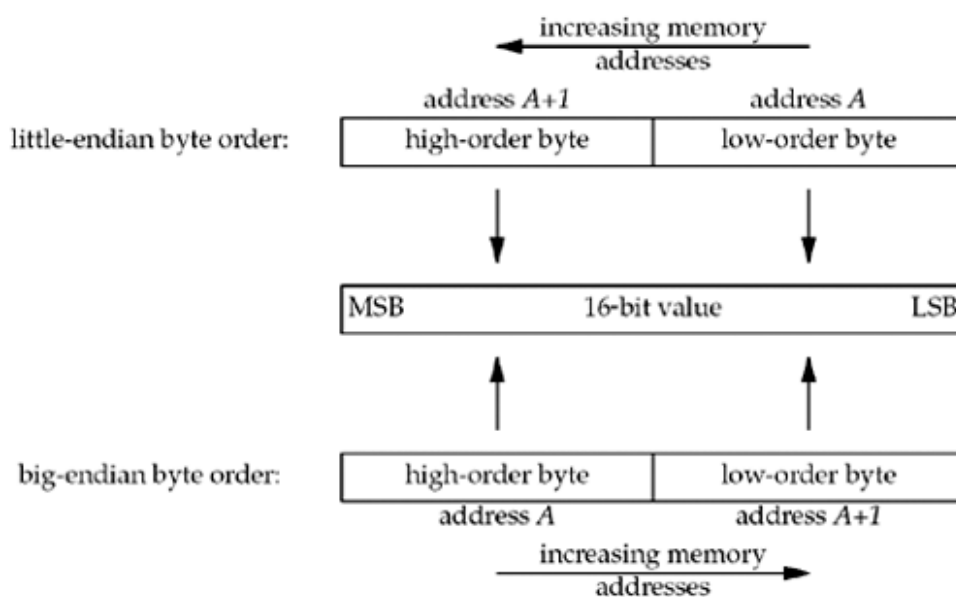 increasing memory
addresses
address A+1 address A
little-endian byte order: high-order byte low-order byte
MSB 16-bit value LSB
big-endian byte order: high-order byte low-order byte
address A address A+1
increasing memory
addresses